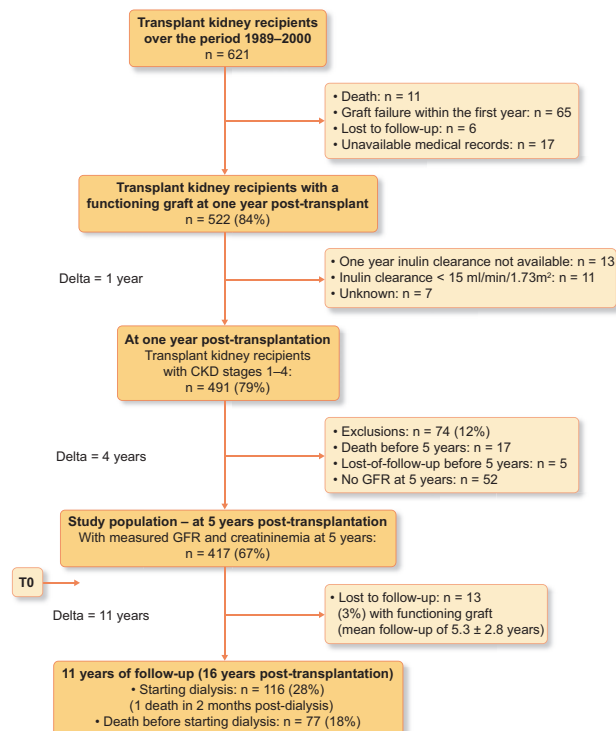 Transplant kidney recipients
over the period 1989–2000
n = 621
• Death: n = 11
• Graft failure within the first year: n = 65
• Lost to follow-up: n = 6
• Unavailable medical records: n = 17
Transplant kidney recipients with a
functioning graft at one year post-transplant
n = 522 (84%)
Delta = 1 year
• One year inulin clearance not available: n = 13
• Inulin clearance < 15 ml/min/1.73m²: n = 11
• Unknown: n = 7
At one year post-transplantation
Transplant kidney recipients
with CKD stages 1–4:
n = 491 (79%)
Delta = 4 years
• Exclusions: n = 74 (12%)
• Death before 5 years: n = 17
• Lost-of-follow-up before 5 years: n = 5
• No GFR at 5 years: n = 52
Study population – at 5 years post-transplantation
With measured GFR and creatininemia at 5 years:
n = 417 (67%)
T0
Delta = 11 years
• Lost to follow-up: n = 13
(3%) with functioning graft
(mean follow-up of 5.3 ± 2.8 years)
11 years of follow-up (16 years post-transplantation)
• Starting dialysis: n = 116 (28%)
(1 death in 2 months post-dialysis)
• Death before starting dialysis: n = 77 (18%)